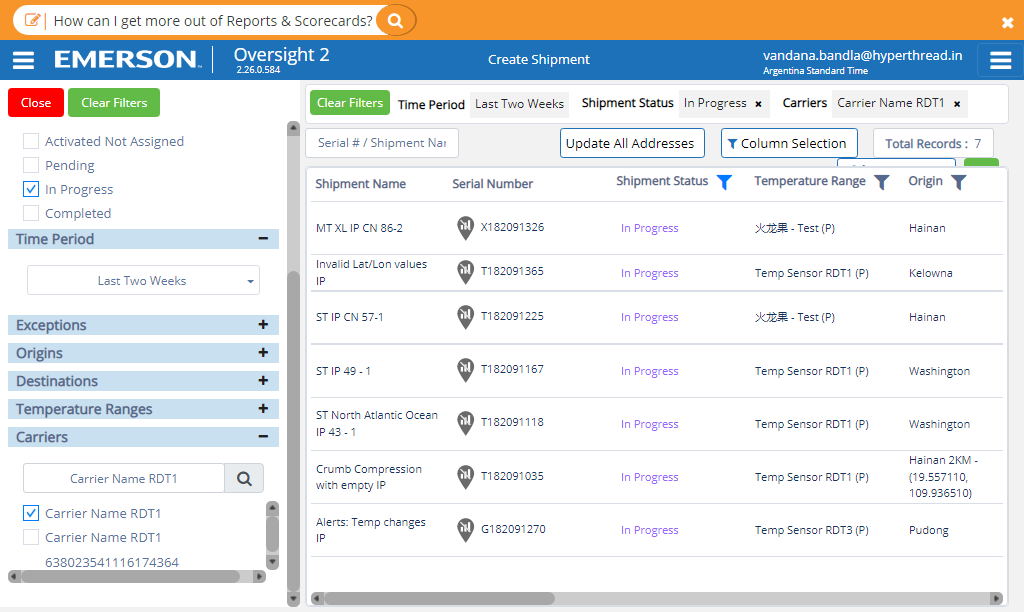 How can I get more out of Reports & Scorecards?
EMERSON
Oversight 2
2.26.0.584
Create Shipment
vandana.bandla@hyperthread.in
Argentina Standard Time
Close
Clear Filters
Activated Not Assigned
Pending
In Progress
Completed
Time Period
Last Two Weeks
Exceptions
Origins
Destinations
Temperature Ranges
Carriers
Carrier Name RDT1
Carrier Name RDT1
Carrier Name RDT1
638023541116174364
Clear Filters Time Period Last Two Weeks Shipment Status In Progress × Carriers Carrier Name RDT1 ×
Serial # / Shipment Nar Update All Addresses Column Selection Total Records : 7
Shipment Name Serial Number Shipment Status Temperature Range Origin
MT XL IP CN 86-2 X182091326 In Progress 火龙果 - Test (P) Hainan
Invalid Lat/Lon values
IP
T182091365 In Progress Temp Sensor RDT1 (P) Kelowna
ST IP CN 57-1 T182091225 In Progress 火龙果 - Test (P) Hainan
ST IP 49 - 1 T182091167 In Progress Temp Sensor RDT1 (P) Washington
ST North Atlantic Ocean
IP 43 - 1
T182091118 In Progress Temp Sensor RDT1 (P) Washington
Crumb Compression
with empty IP
T182091035 In Progress Temp Sensor RDT1 (P)
Hainan 2KM -
(19.557110,
109.936510)
Alerts: Temp changes
IP
G182091270 In Progress Temp Sensor RDT3 (P) Pudong